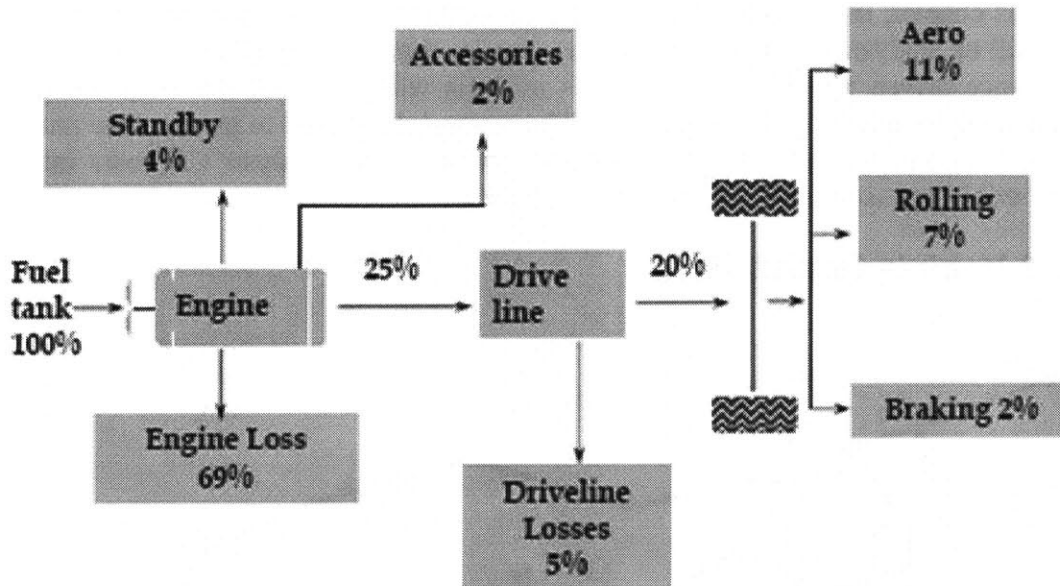 Accessories
2%
Aero
11%
Standby
4%
Rolling
7%
Fuel
tank
100%
Engine
25%
Drive
line
20%
Engine Loss
69%
Braking 2%
Driveline
Losses
5%